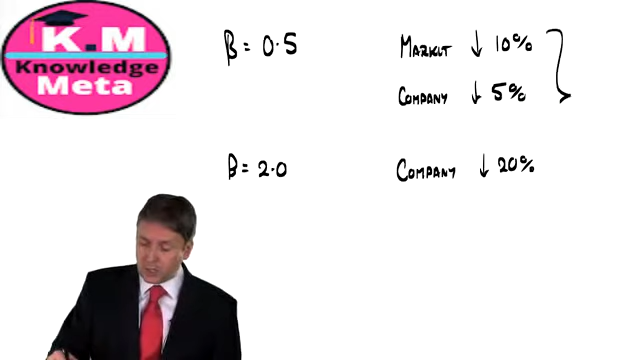 K.M
Knowledge
Meta
β = 0.5 MARKET ↓ 10%
COMPANY ↓ 5%
β = 2.0 COMPANY ↓ 20%